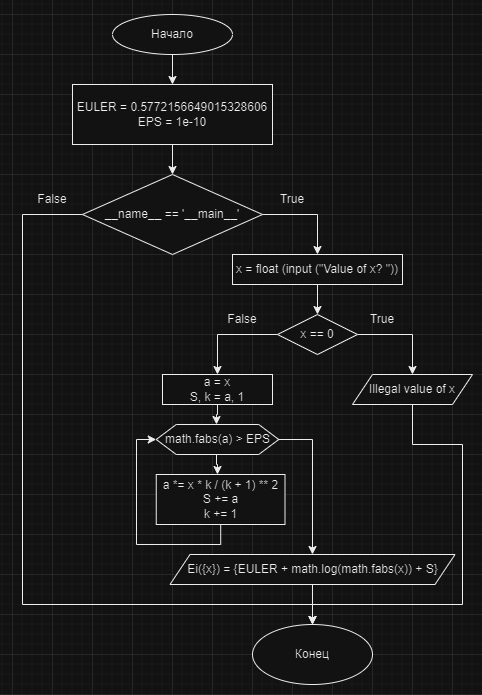 Начало
EULER = 0.5772156649015328606
EPS = 1e-10
False
True
__name__ == '__main__'
x = float (input ("Value of x? "))
False
True
x == 0
a = x
S, k = a, 1
Illegal value of x
math.fabs(a) > EPS
a *= x * k / (k + 1) ** 2
S += a
k += 1
Ei({x}) = {EULER + math.log(math.fabs(x)) + S}
Конец